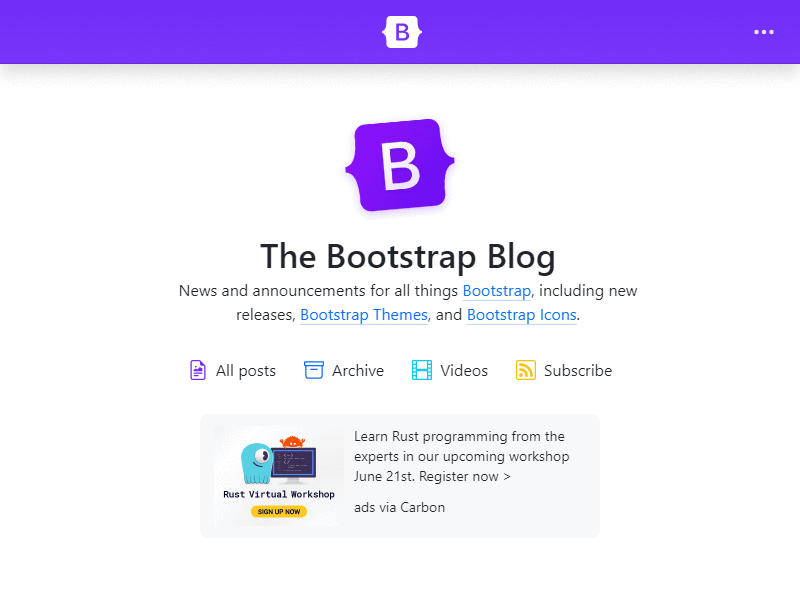 B
B
The Bootstrap Blog
News and announcements for all things Bootstrap, including new
releases, Bootstrap Themes, and Bootstrap Icons.
All posts
Archive
Videos
Subscribe
Rust Virtual Workshop
SIGN UP NOW
Learn Rust programming from the
experts in our upcoming workshop
June 21st. Register now >
ads via Carbon